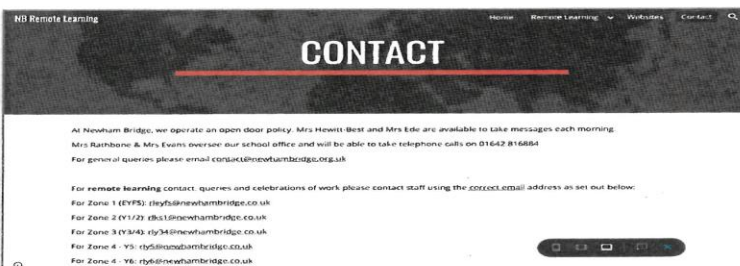 NB Remote Learning
Home Remote Learning Websites Contact
CONTACT
At Newham Bridge, we operate an open door policy. Mrs Hewitt-Best and Mrs Ede are available to take messages each morning.
Mrs Rathbone & Mrs Evans oversee our school office and will be able to take telephone calls on 01642 816884
For general queries please email contact@newhambridge.org.uk
For remote learning contact, queries and celebrations of work please contact staff using the correct email address as set out below:
For Zone 1 (EYFS): rleyfs@newhambridge.co.uk
For Zone 2 (Y1/2): rlks1@newhambridge.co.uk
For Zone 3 (Y3/4): rly34@newhambridge.co.uk
For Zone 4 - Y5: rly5@newhambridge.co.uk
For Zone 4 - Y6: rly6@newhambridge.co.uk